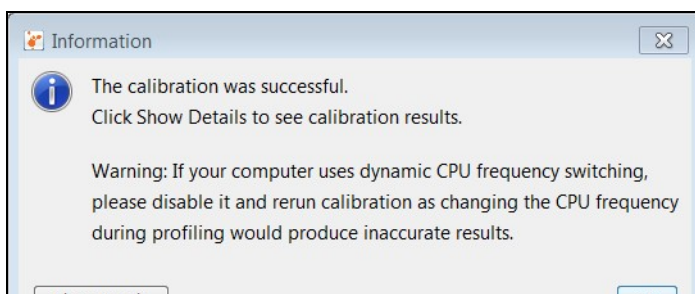 Information
The calibration was successful.
Click Show Details to see calibration results.
Warning: If your computer uses dynamic CPU frequency switching,
please disable it and rerun calibration as changing the CPU frequency
during profiling would produce inaccurate results.